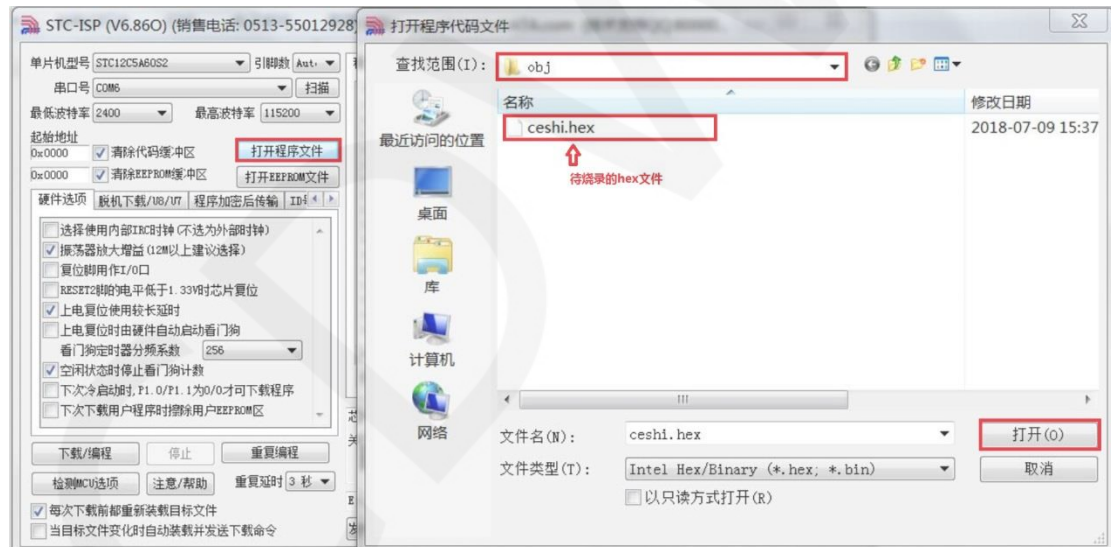 STC-ISP (V6.86O) (销售电话: 0513-55012928)
单片机型号 STC12C5A60S2 引脚数 Aut
串口号 COM6 扫描
最低波特率 2400 最高波特率 115200
起始地址
0x0000 清除代码缓冲区 打开程序文件
0x0000 清除EEPROM缓冲区 打开EEPROM文件
硬件选项 脱机下载/U8/U7 程序加密后传输
选择使用内部IRC时钟(不选为外部时钟)
振荡器放大增益(12M以上建议选择)
复位脚用作I/O口
RESET2脚的电平低于1.33V时芯片复位
上电复位使用较长延时
上电复位时由硬件自动启动看门狗
看门狗定时器分频系数 256
空闲状态时停止看门狗计数
下次冷启动时,P1.0/P1.1为0/0才可下载程序
下次下载用户程序时擦除用户EEPROM区
下载/编程 停止 重复编程
检测MCU选项 注意/帮助 重复延时 3 秒
每次下载前都重新装载目标文件
当目标文件变化时自动装载并发送下载命令
打开程序代码文件
查找范围(I): obj
名称 修改日期
ceshi.hex 2018-07-09 15:37
待烧录的hex文件
最近访问的位置
桌面
库
计算机
网络
文件名(N): ceshi.hex 打开(O)
文件类型(T): Intel Hex/Binary (*.hex; *.bin) 取消
以只读方式打开(R)